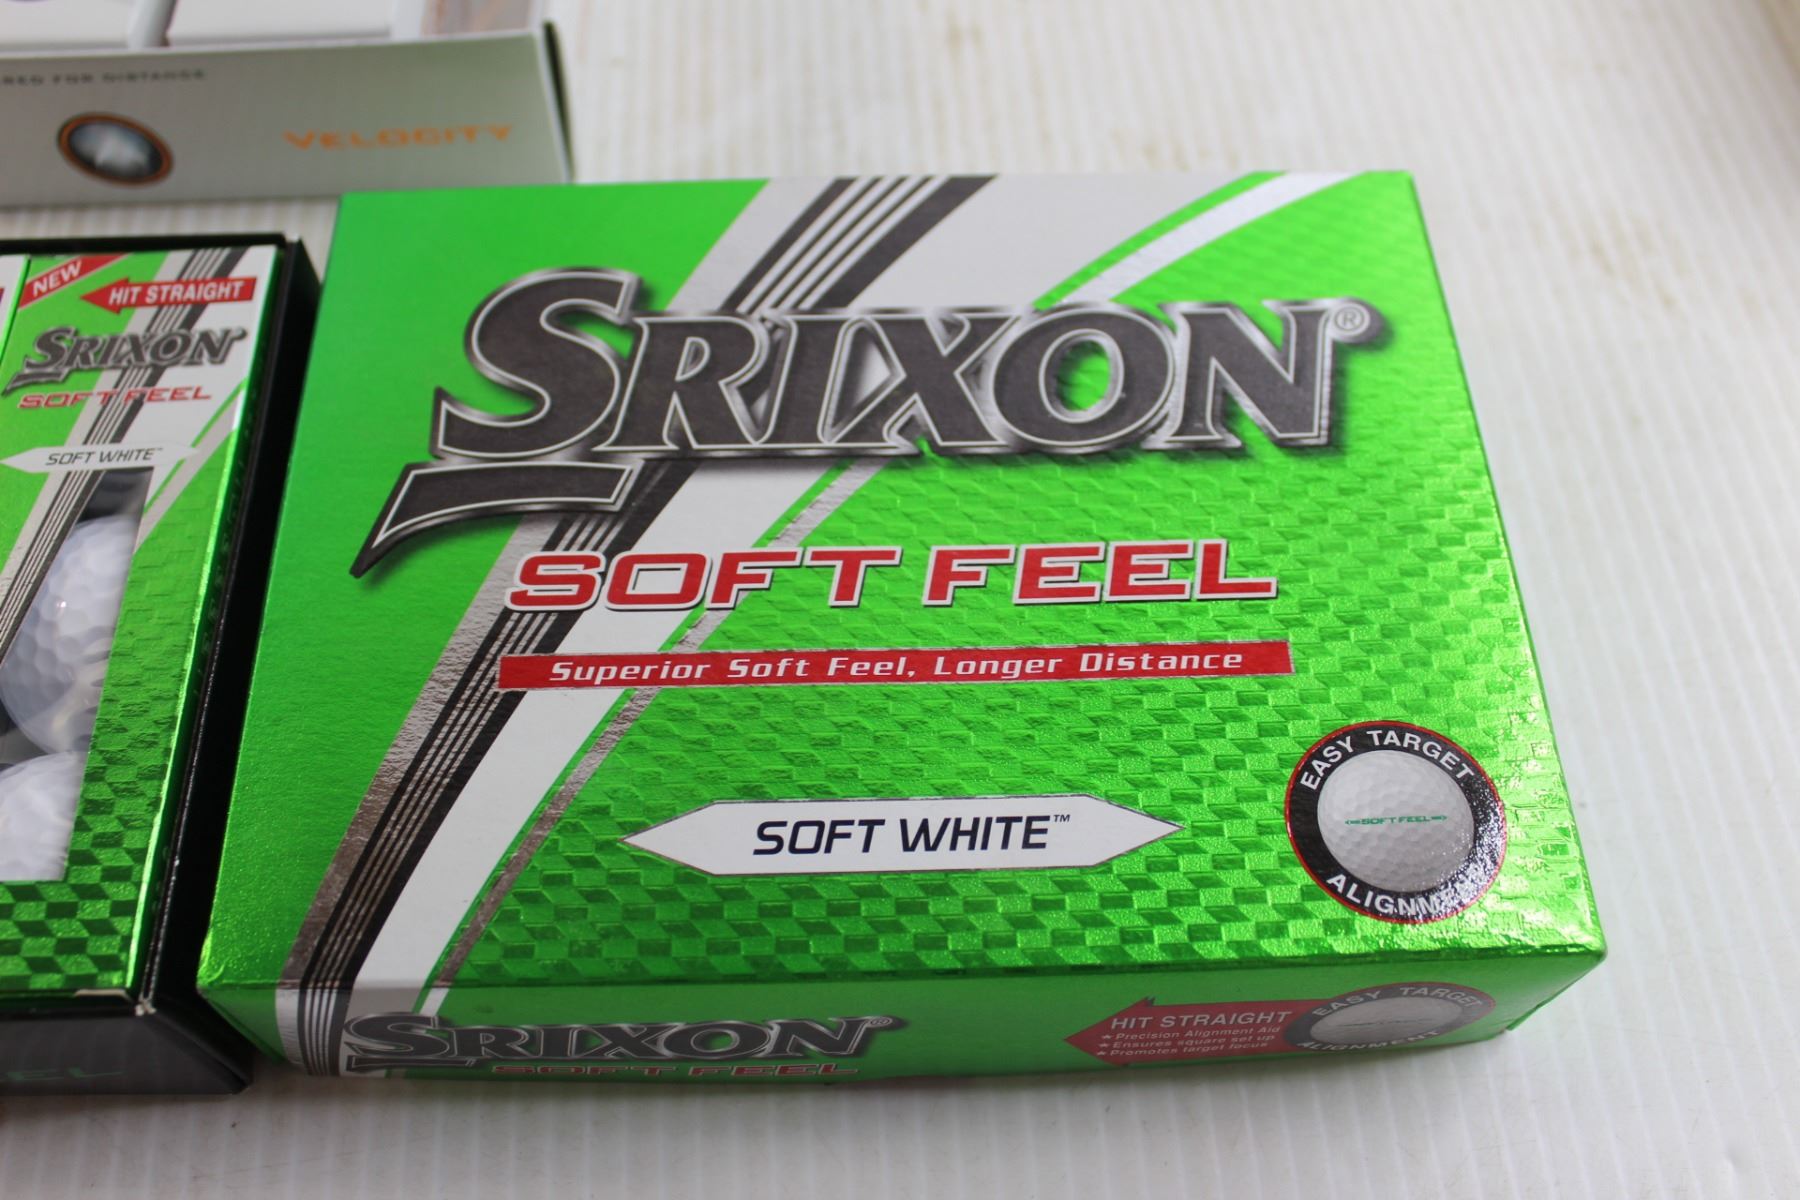 FOR DISTANCE
VELOCITY
NEW
HIT STRAIGHT
SRIXON
SOFT FEEL
SOFT WHITE
SRIXON®
SOFT FEEL
Superior Soft Feel, Longer Distance
SOFT WHITE™
EASY TARGET
SOFT FEEL
ALIGNMENT
SRIXON®
SOFT FEEL
HIT STRAIGHT
★ Precision Alignment Aid
★ Ensures square set up
★ Promotes target focus
EASY TARGET
ALIGNMENT